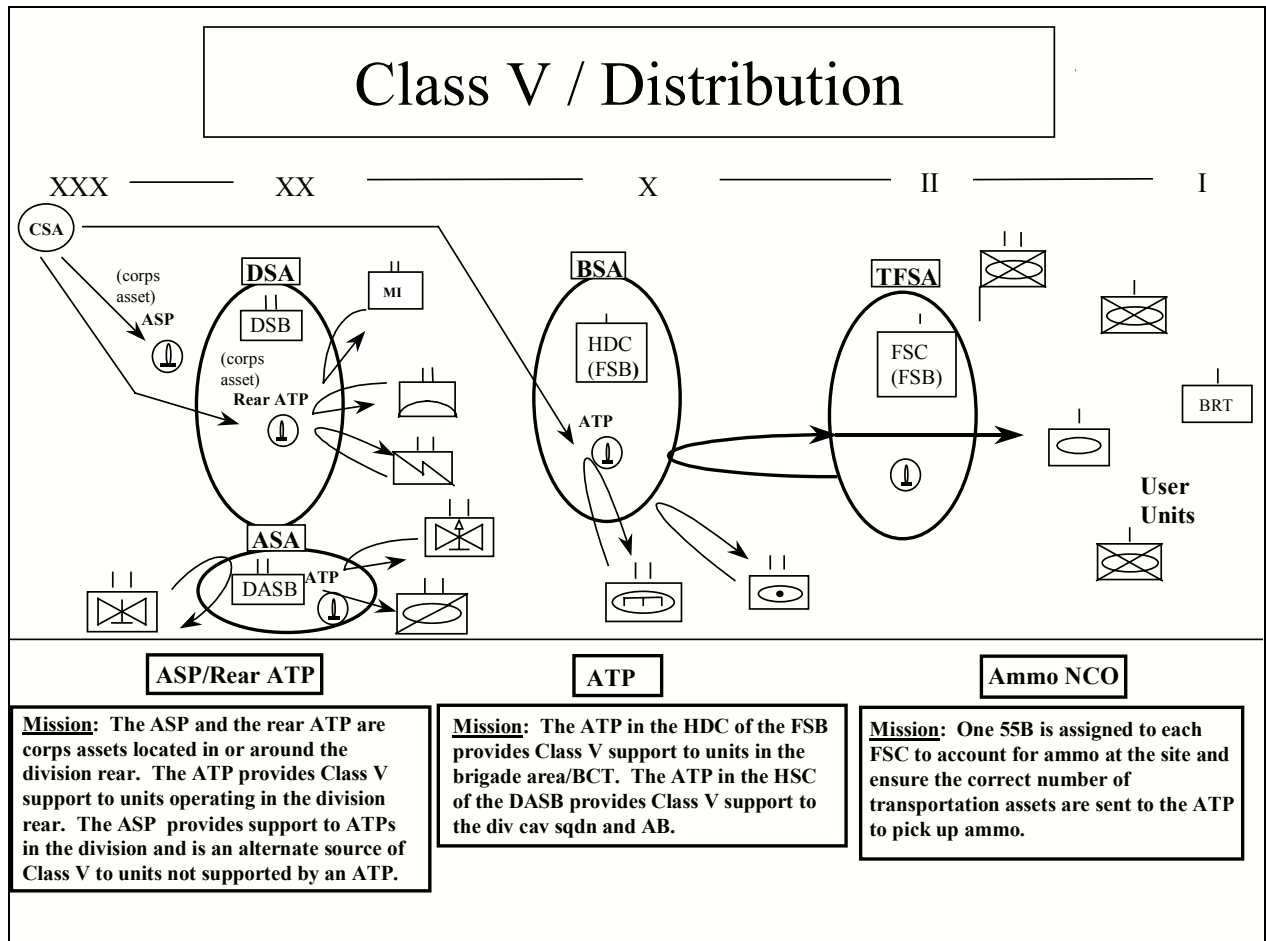 Class V / Distribution
XXX
XX
X
II
I
CSA
(corps
asset)
ASP
DSA
DSB
(corps
asset)
Rear ATP
MI
ASA
DASB
ATP
BSA
HDC
(FSB)
ATP
TFSA
FSC
(FSB)
BRT
User
Units
ASP/Rear ATP
Mission: The ASP and the rear ATP are
corps assets located in or around the
division rear. The ATP provides Class V
support to units operating in the division
rear. The ASP provides support to ATPs
in the division and is an alternate source of
Class V to units not supported by an ATP.
ATP
Mission: The ATP in the HDC of the FSB
provides Class V support to units in the
brigade area/BCT. The ATP in the HSC
of the DASB provides Class V support to
the div cav sqdn and AB.
Ammo NCO
Mission: One 55B is assigned to each
FSC to account for ammo at the site and
ensure the correct number of
transportation assets are sent to the ATP
to pick up ammo.